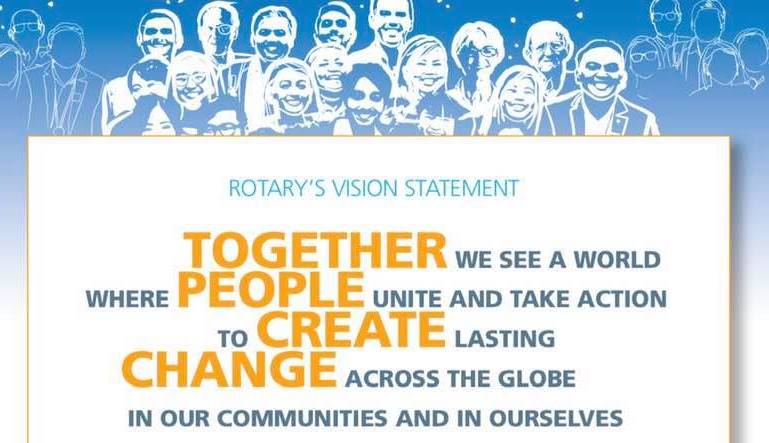 ROTARY'S VISION STATEMENT
TOGETHER WE SEE A WORLD
WHERE PEOPLE UNITE AND TAKE ACTION
TO CREATE LASTING
CHANGE ACROSS THE GLOBE
IN OUR COMMUNITIES AND IN OURSELVES